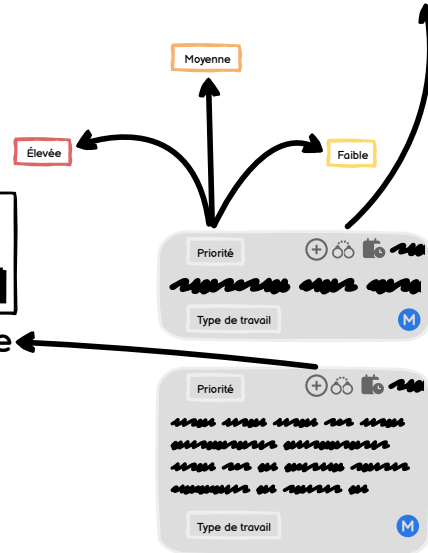 Moyenne
Élevée
Faible
Priorité
Type de travail
M
e
Priorité
Type de travail
M